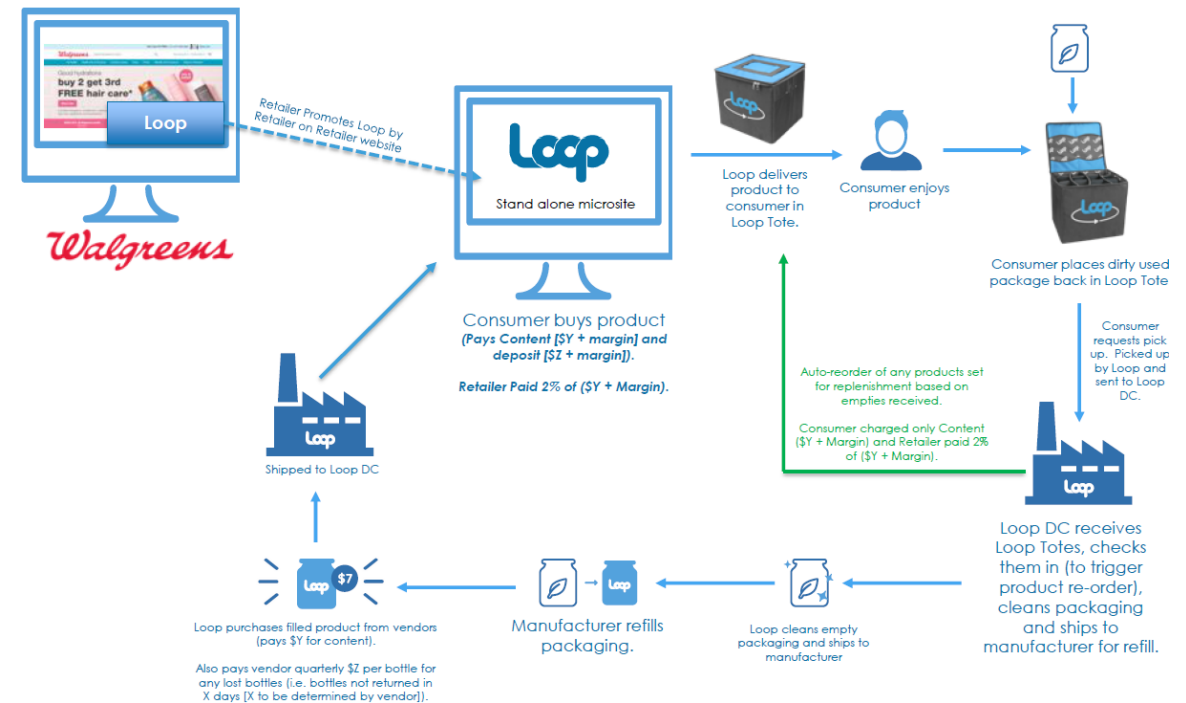 Walgreens
Good hydrations
buy 2 get 3rd
FREE hair care*
Loop
Walgreens
Retailer Promotes Loop by
Retailer on Retailer website
Loop
Stand alone microsite
Consumer buys product
(Pays Content [$Y + margin] and
deposit [$Z + margin]).
Retailer Paid 2% of ($Y + Margin).
Loop
Loop delivers
product to
consumer in
Loop Tote.
Consumer enjoys
product
Loop
Consumer places dirty used
package back in Loop Tote
Consumer
requests pick
up. Picked up
by Loop and
sent to Loop
DC.
Auto-reorder of any products set
for replenishment based on
empties received.
Consumer charged only Content
($Y + Margin) and Retailer paid 2%
of ($Y + Margin).
Loop
Loop DC receives
Loop Totes, checks
them in (to trigger
product re-order),
cleans packaging
and ships to
manufacturer for refill.
Loop cleans empty
packaging and ships to
manufacturer
Loop
Manufacturer refills
packaging.
Loop
$7
Loop purchases filled product from vendors
(pays $Y for content).
Also pays vendor quarterly $Z per bottle for
any lost bottles (i.e. bottles not returned in
X days [X to be determined by vendor]).
Loop
Shipped to Loop DC